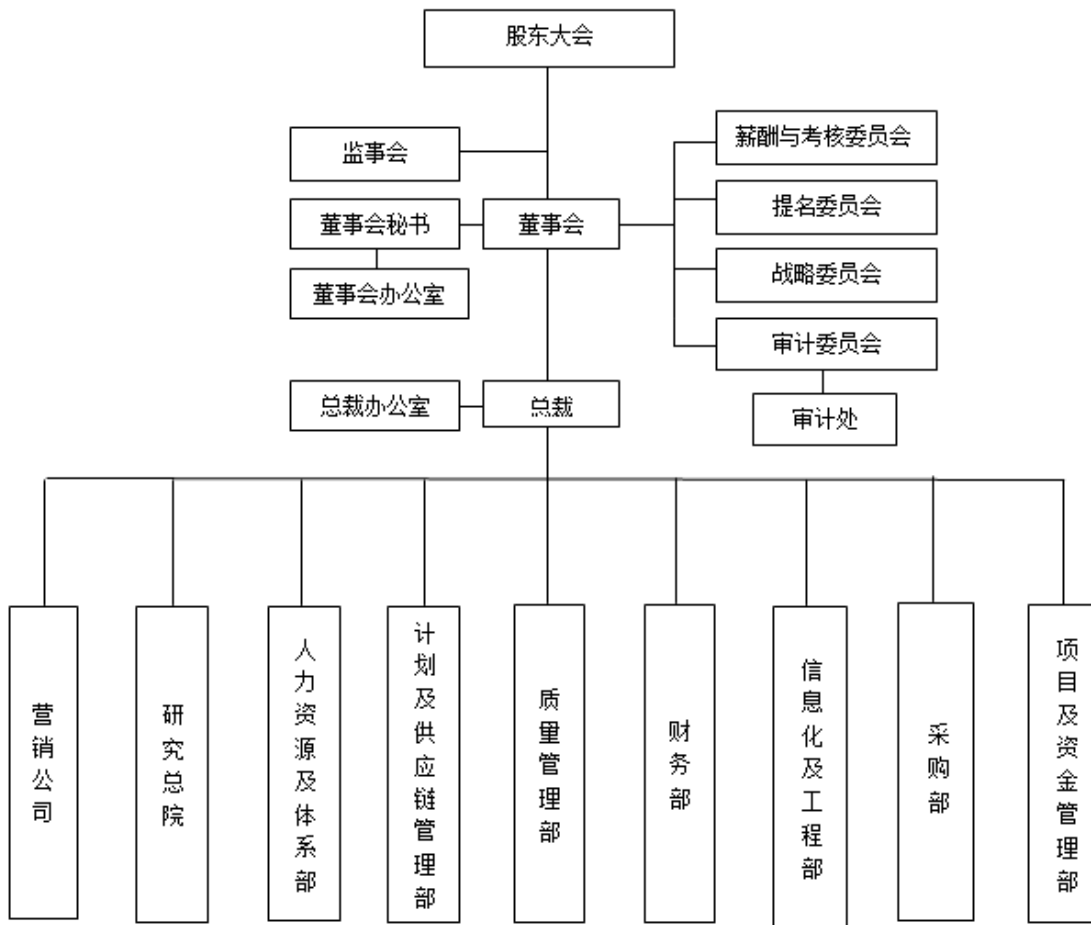 股东大会
监事会
薪酬与考核委员会
董事会秘书
董事会
提名委员会
董事会办公室
战略委员会
审计委员会
总裁办公室
总裁
审计处
营销公司
研究总院
人力资源及体系部
计划及供应链管理部
质量管理部
财务部
信息化及工程部
采购部
项目及资金管理部